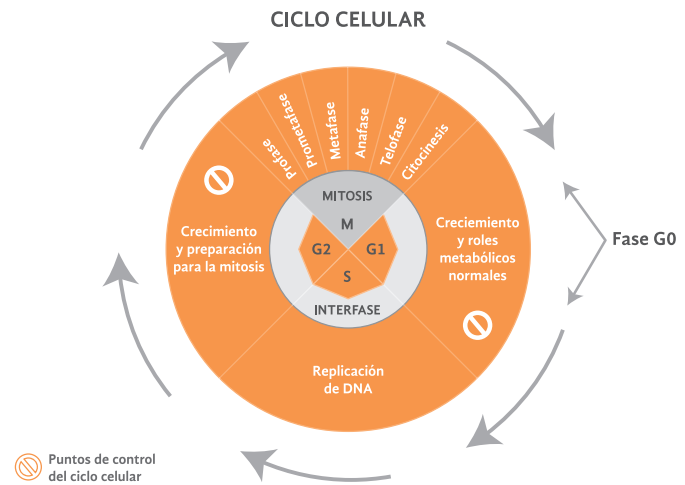 CICLO CELULAR
Profase
Prometafase
Metafase
Anafase
Telofase
Citocinesis
MITOSIS
M
G2
G1
S
INTERFASE
Crecimiento
y preparación
para la mitosis
Creciemiento
y roles
metabólicos
normales
Fase G0
Replicación
de DNA
Puntos de control
del ciclo celular